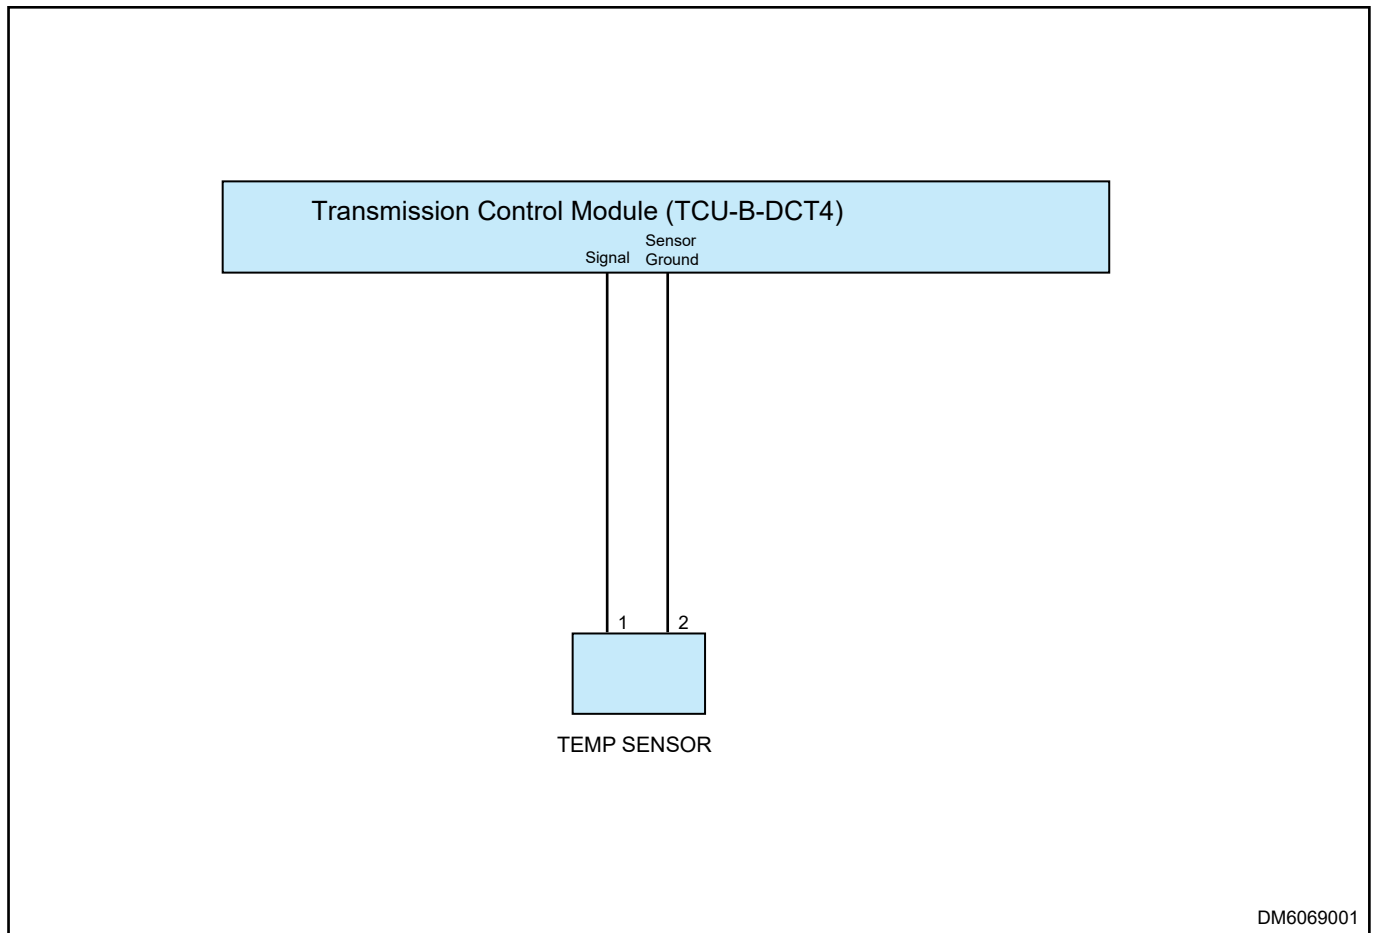 Transmission Control Module (TCU-B-DCT4)
Signal
Sensor
Ground
1
2
TEMP SENSOR
DM6069001